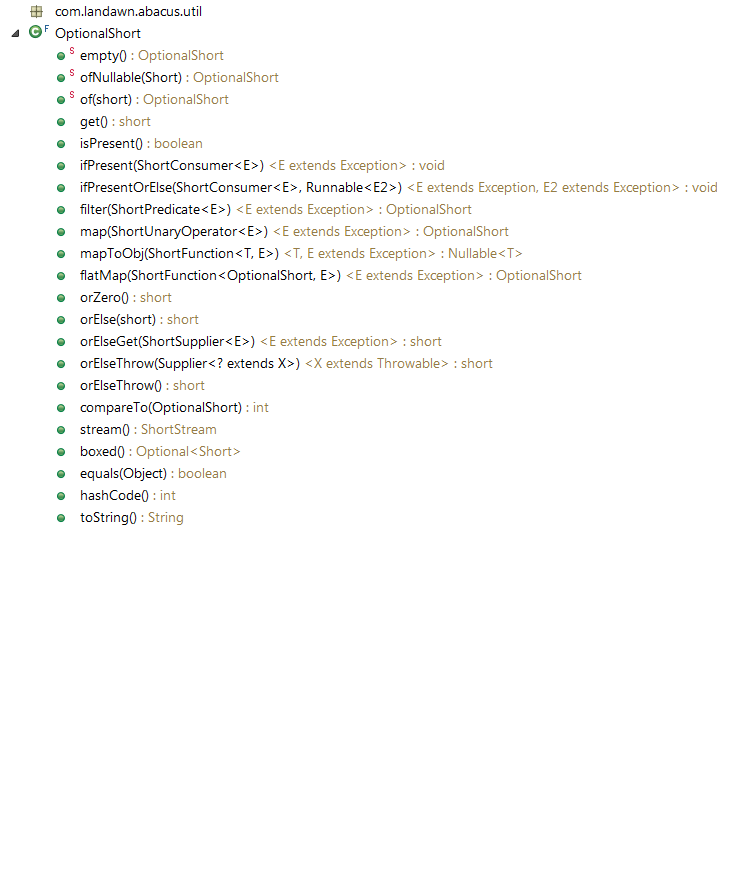 com.landawn.abacus.util
F OptionalShort
S empty() : OptionalShort
S ofNullable(Short) : OptionalShort
S of(short) : OptionalShort
get() : short
isPresent() : boolean
ifPresent(ShortConsumer<E>) <E extends Exception> : void
ifPresentOrElse(ShortConsumer<E>, Runnable<E2>) <E extends Exception, E2 extends Exception> : void
filter(ShortPredicate<E>) <E extends Exception> : OptionalShort
map(ShortUnaryOperator<E>) <E extends Exception> : OptionalShort
mapToObj(ShortFunction<T, E>) <T, E extends Exception> : Nullable<T>
flatMap(ShortFunction<OptionalShort, E>) <E extends Exception> : OptionalShort
orZero() : short
orElse(short) : short
orElseGet(ShortSupplier<E>) <E extends Exception> : short
orElseThrow(Supplier<? extends X>) <X extends Throwable> : short
orElseThrow() : short
compareTo(OptionalShort) : int
stream() : ShortStream
boxed() : Optional<Short>
equals(Object) : boolean
hashCode() : int
toString() : String